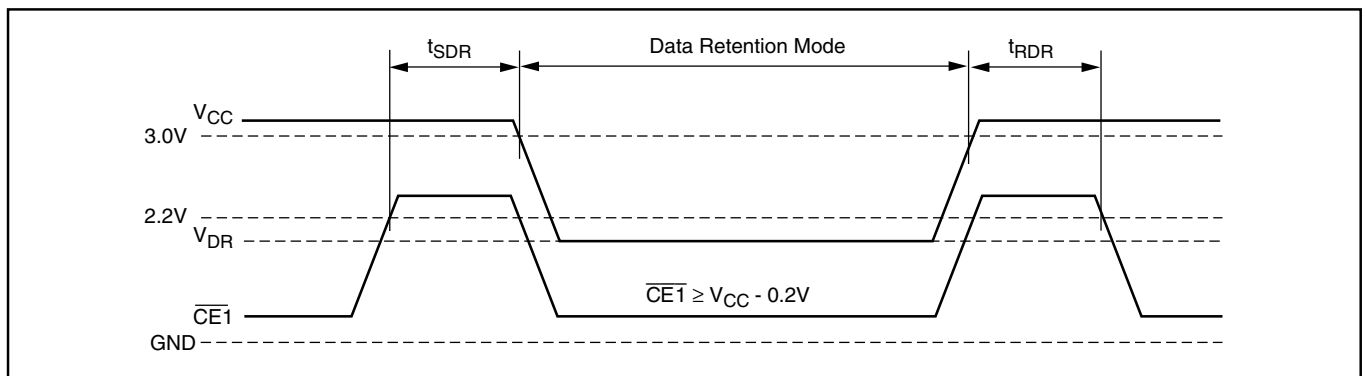 tSDR
Data Retention Mode
tRDR
VCC
3.0V
2.2V
VDR
CE1 ≥ VCC - 0.2V
CE1
GND